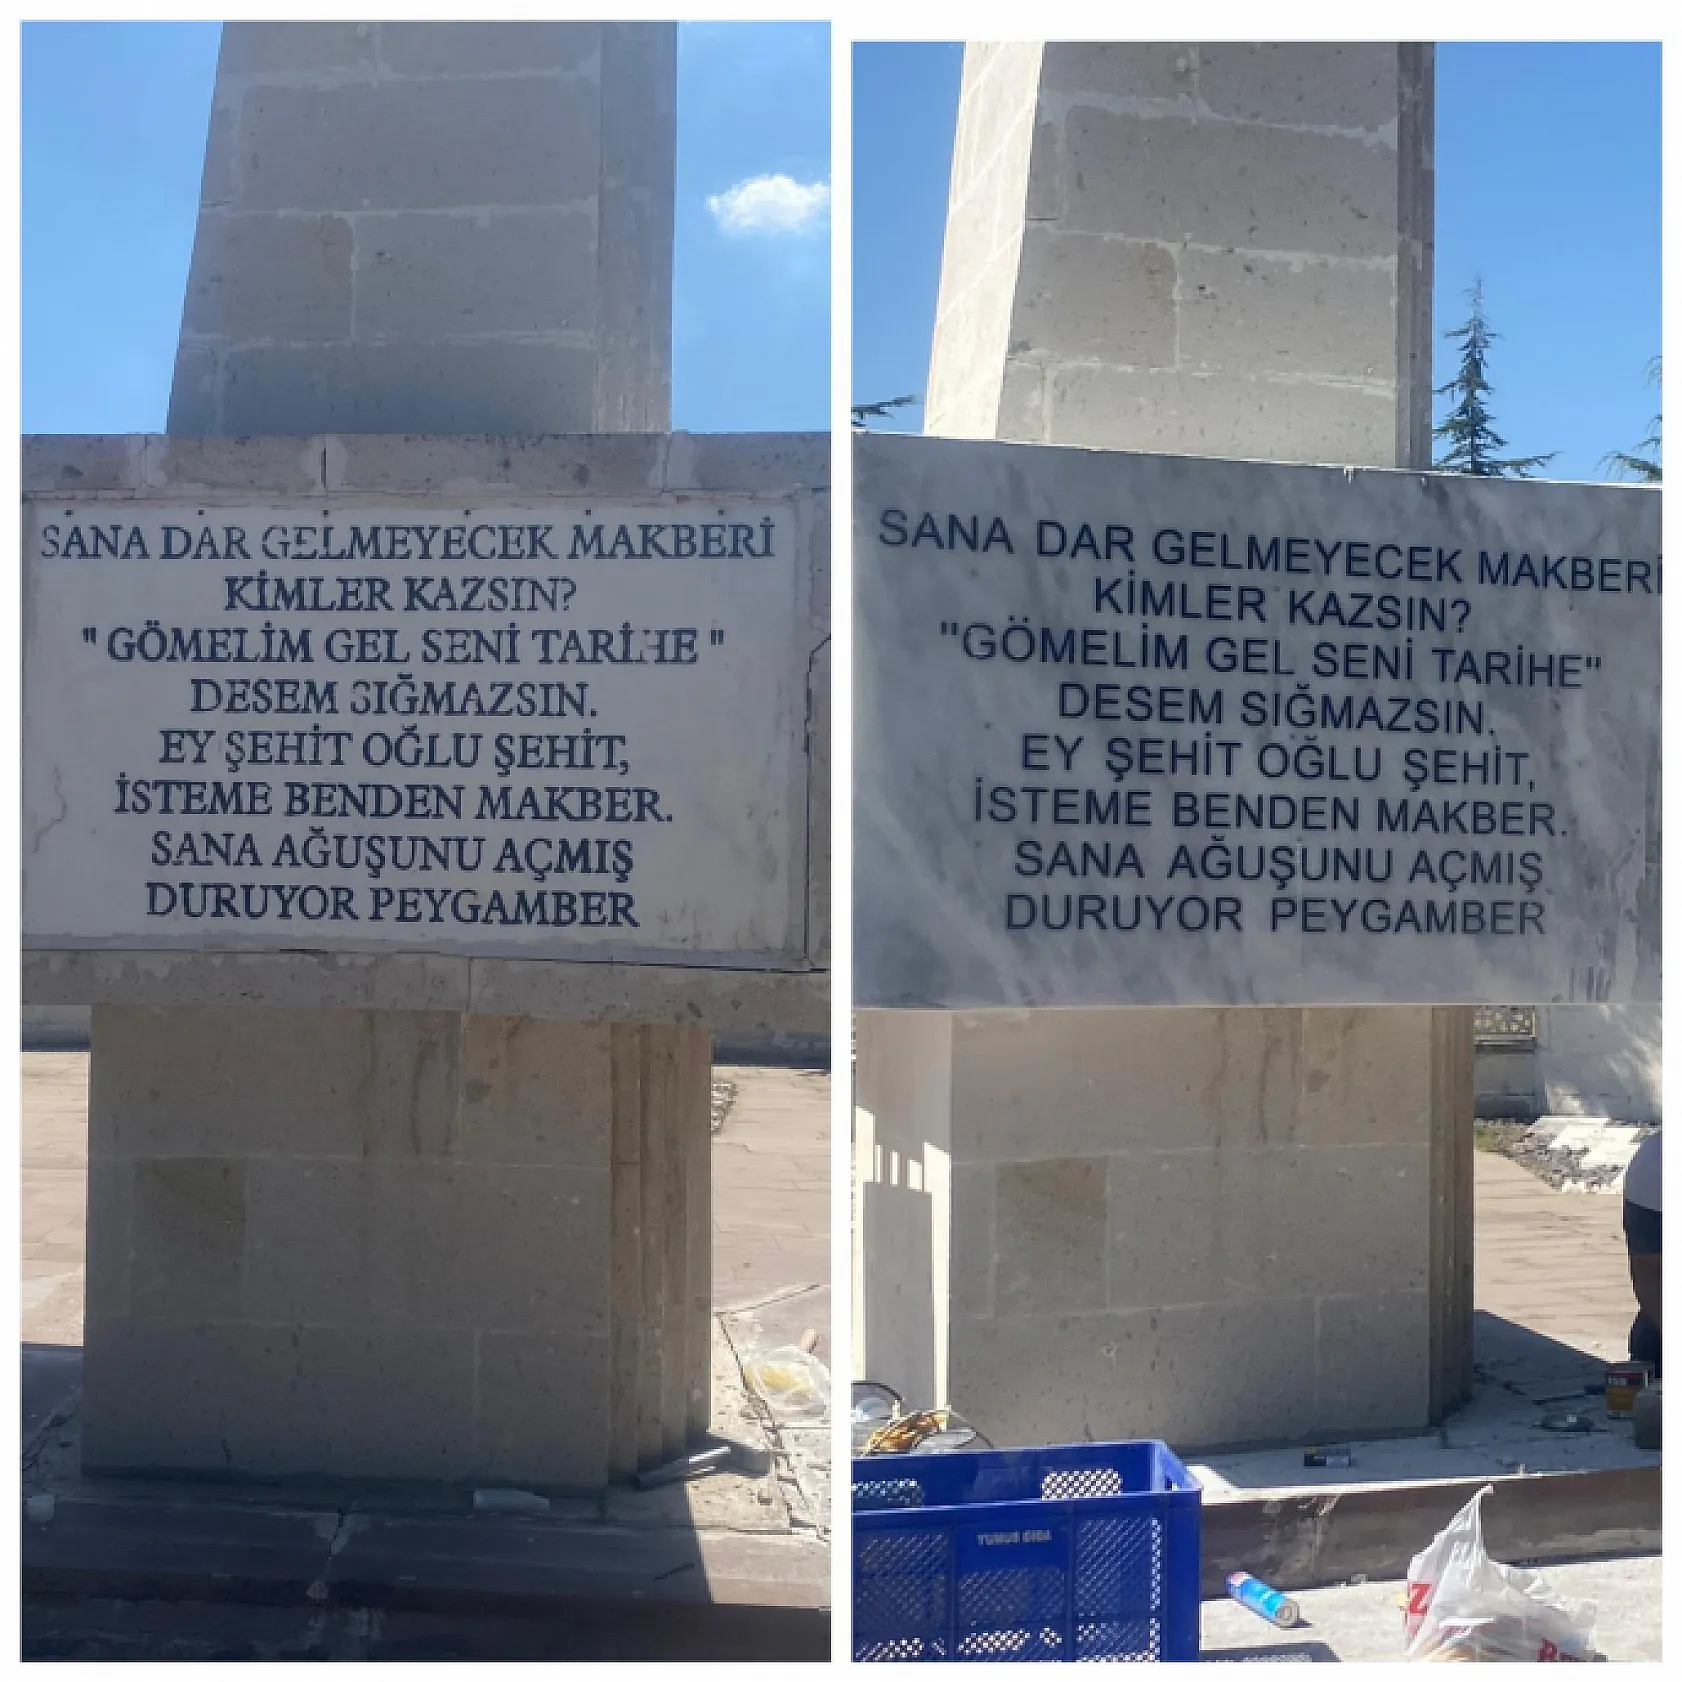 SANA DAR GELMEYECEK MAKBERİ
KİMLER KAZSIN?
" GÖMELİM GEL SENİ TARİHE "
DESEM SIĞMAZSIN.
EY ŞEHİT OĞLU ŞEHİT,
İSTEME BENDEN MAKBER.
SANA AĞUŞUNU AÇMIŞ
DURUYOR PEYGAMBER
SANA DAR GELMEYECEK MAKBERİ
KİMLER KAZSIN?
"GÖMELİM GEL SENİ TARİHE"
DESEM SIĞMAZSIN.
EY ŞEHİT OĞLU ŞEHİT,
İSTEME BENDEN MAKBER.
SANA AĞUŞUNU AÇMIŞ
DURUYOR PEYGAMBER